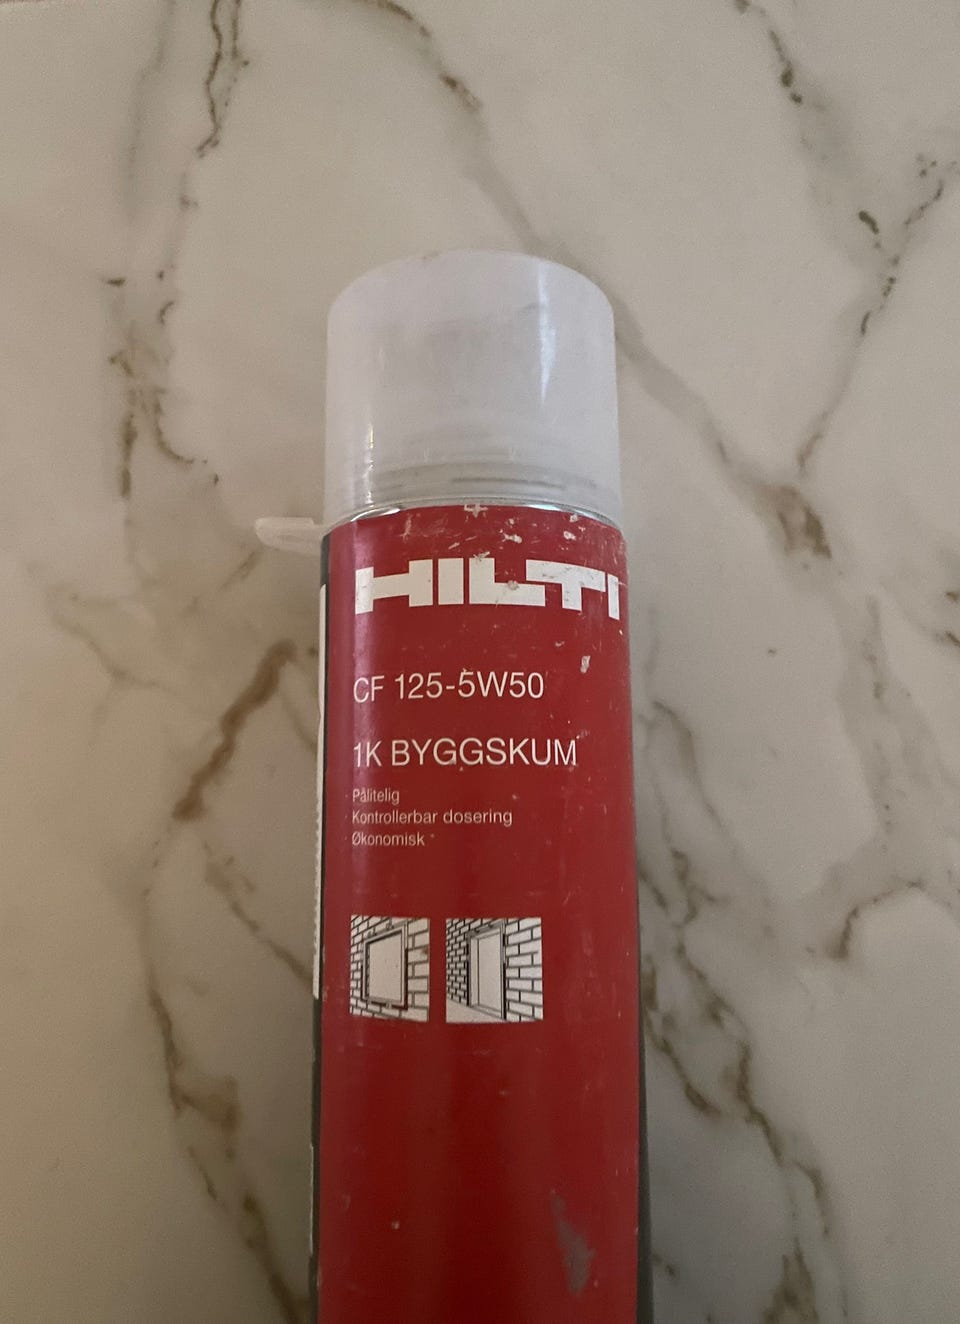 HILTI
CF 125-5W50
1K BYGGSKUM
Pålitelig
Kontrollerbar dosering
Økonomisk